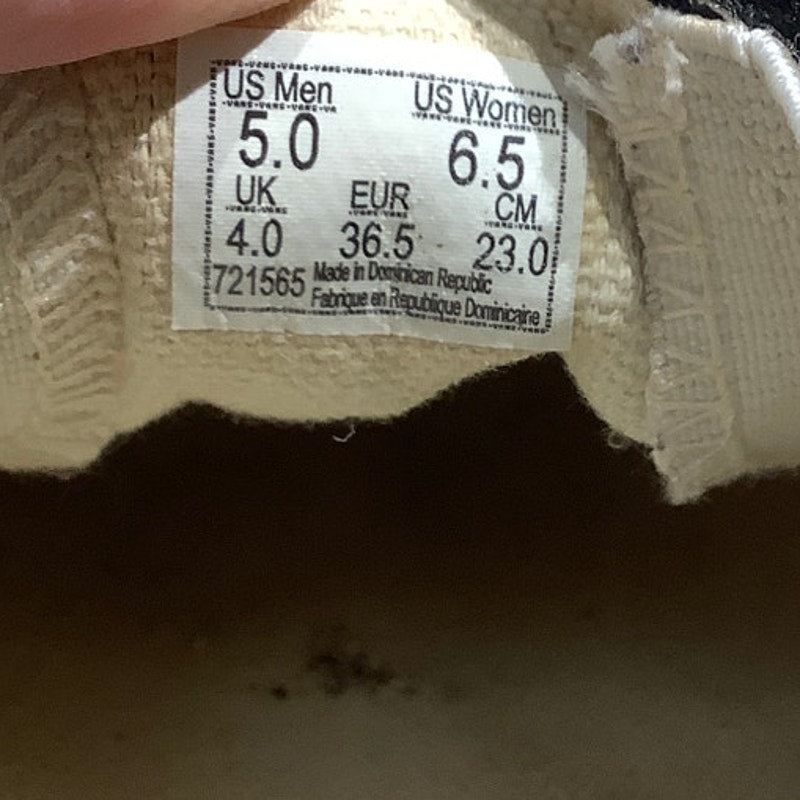 US Men US Women
5.0 6.5
UK EUR CM
4.0 36.5 23.0
721565 Made in Dominican Republic
Fabrique en Republique Dominicaine